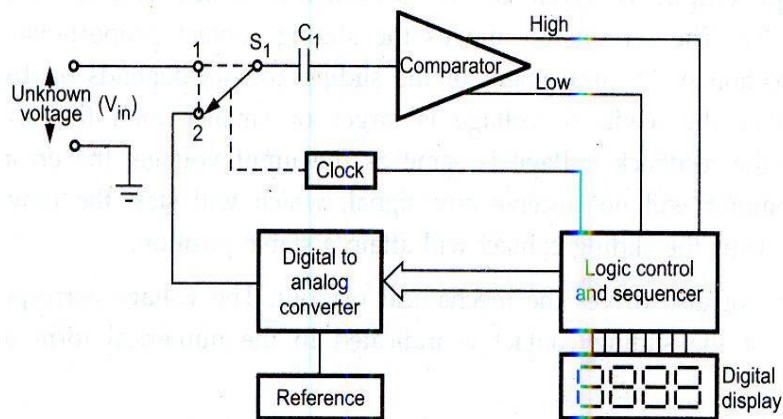 High
1
S1
C1
Comparator
Low
Unknown
voltage
(Vin)
2
Clock
Digital to
analog
converter
Logic control
and sequencer
Reference
Digital
display